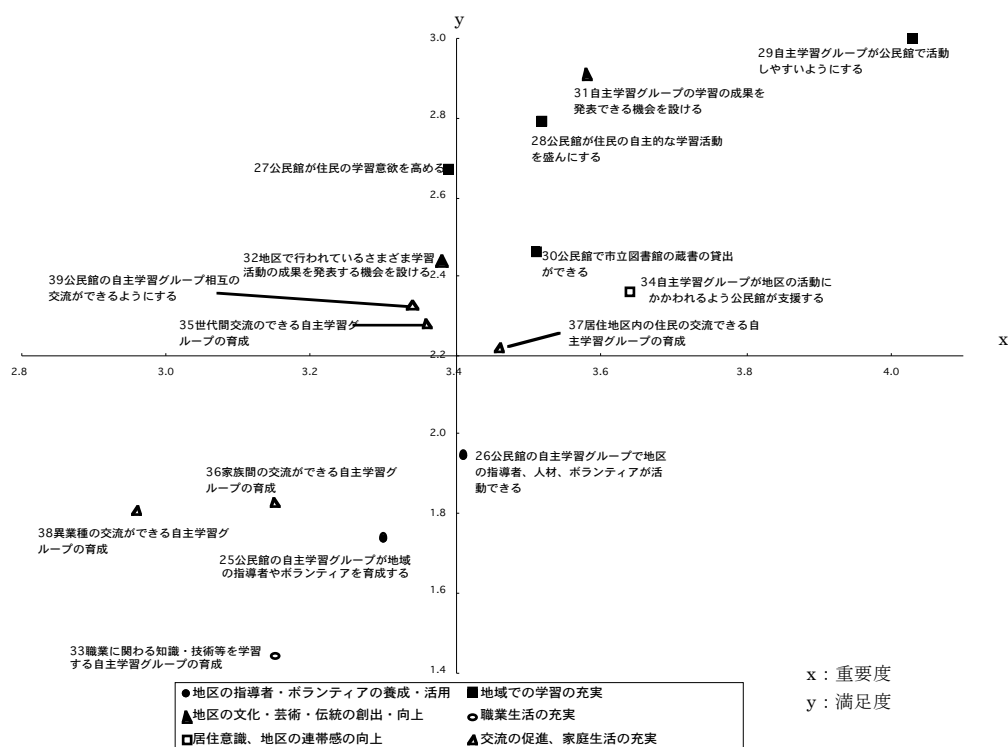 y
3.0
29自主学習グループが公民館で活動
しやすいようにする
31自主学習グループの学習の成果を
発表できる機会を設ける
2.8
28公民館が住民の自主的な学習活動
を盛んにする
27公民館が住民の学習意欲を高める
2.6
32地区で行われているさまざま学習
活動の成果を発表する機会を設ける
30公民館で市立図書館の蔵書の貸出
ができる
39公民館の自主学習グループ相互の
交流ができるようにする
2.4
34自主学習グループが地区の活動に
かかわれるよう公民館が支援する
35世代間交流のできる自主学習グ
ループの育成
37居住地区内の住民の交流できる自
主学習グループの育成
2.2
x
2.8 3.0 3.2 3.4 3.6 3.8 4.0
2.0
26公民館の自主学習グループで地区
の指導者、人材、ボランティアが活
動できる
36家族間の交流ができる自主学習グ
ループの育成
1.8
38異業種の交流ができる自主学習グ
ループの育成
25公民館の自主学習グループが地域
の指導者やボランティアを育成する
1.6
33職業に関わる知識・技術等を学習
する自主学習グループの育成
1.4
x：重要度
y：満足度
地区の指導者・ボランティアの養成・活用 地域での学習の充実
地区の文化・芸術・伝統の創出・向上 職業生活の充実
居住意識、地区の連帯感の向上 交流の促進、家庭生活の充実